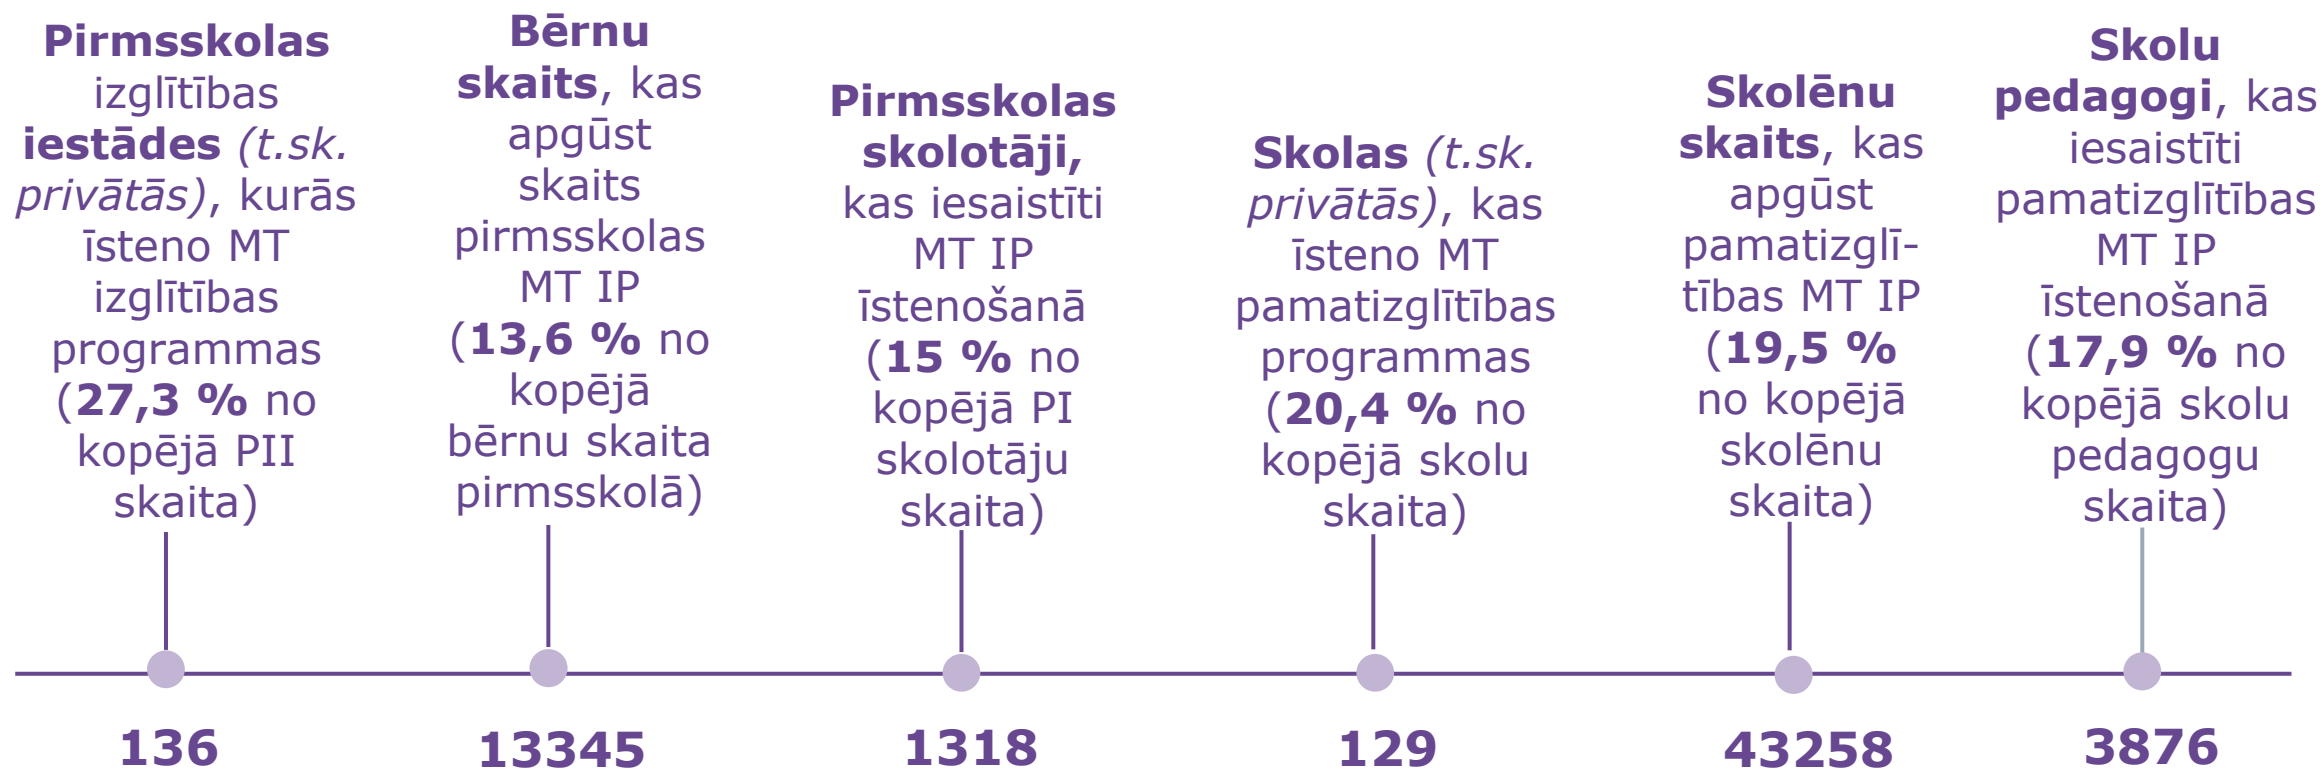 Pirmsskolas
izglītības
iestādes (t.sk.
privātās), kurās
īsteno MT
izglītības
programmas
(27,3 % no
kopējā PII
skaita)
136
Bērnu
skaits, kas
apgūst
skaits
pirmsskolas
MT IP
(13,6 % no
kopējā
bērnu skaita
pirmsskolā)
13345
Pirmsskolas
skolotāji,
kas iesaistīti
MT IP
īstenošanā
(15 % no
kopējā PI
skolotāju
skaita)
1318
Skolas (t.sk.
privātās), kas
īsteno MT
pamatizglītības
programmas
(20,4 % no
kopējā skolu
skaita)
129
Skolēnu
skaits, kas
apgūst
pamatizglī-
tības MT IP
(19,5 %
no kopējā
skolēnu
skaita)
43258
Skolu
pedagogi, kas
iesaistīti
pamatizglītības
MT IP
īstenošanā
(17,9 % no
kopējā skolu
pedagogu
skaita)
3876